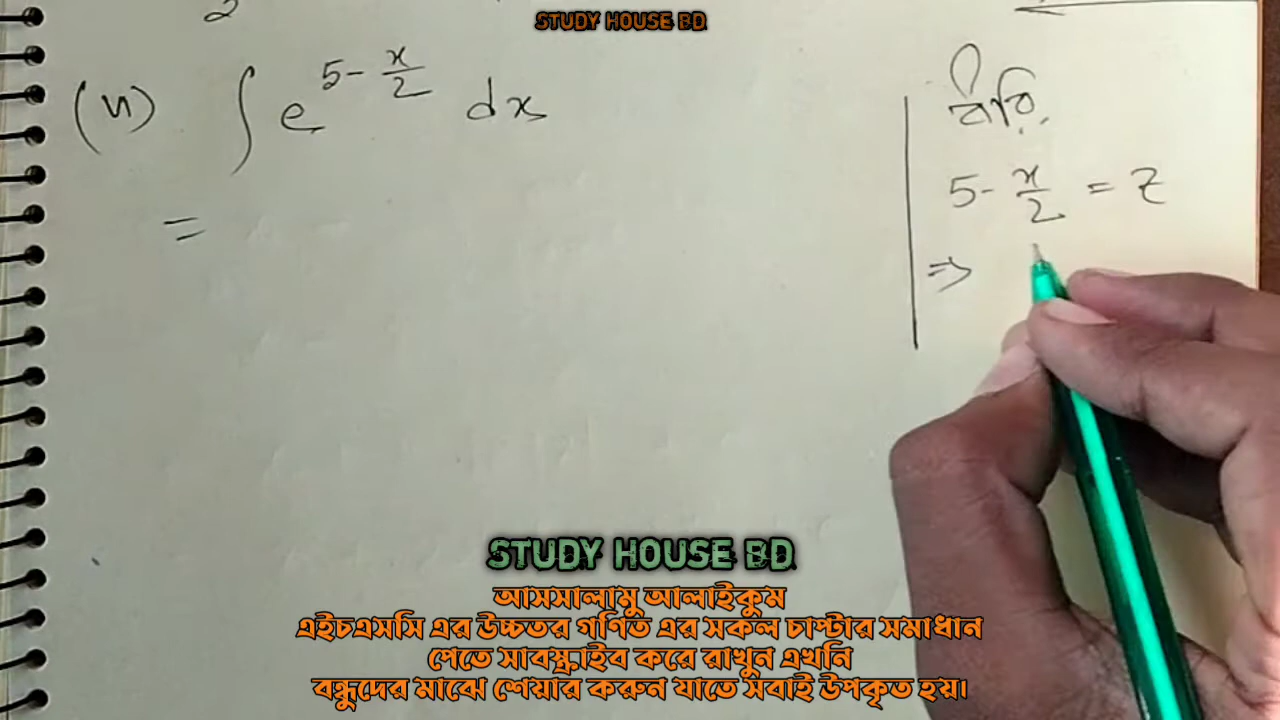 STUDY HOUSE BD
2
(n) ∫ e^{5 - x/2} dx
=
ধরি,
5 - x/2 = z
⇒
STUDY HOUSE BD
আসসালামু আলাইকুম
এইচএসসি এর উচ্চতর গণিত এর সকল চাপ্টার সমাধান
পেতে সাবস্ক্রাইব করে রাখুন এখনি
বন্ধুদের মাঝে শেয়ার করুন যাতে সবাই উপকৃত হয়।